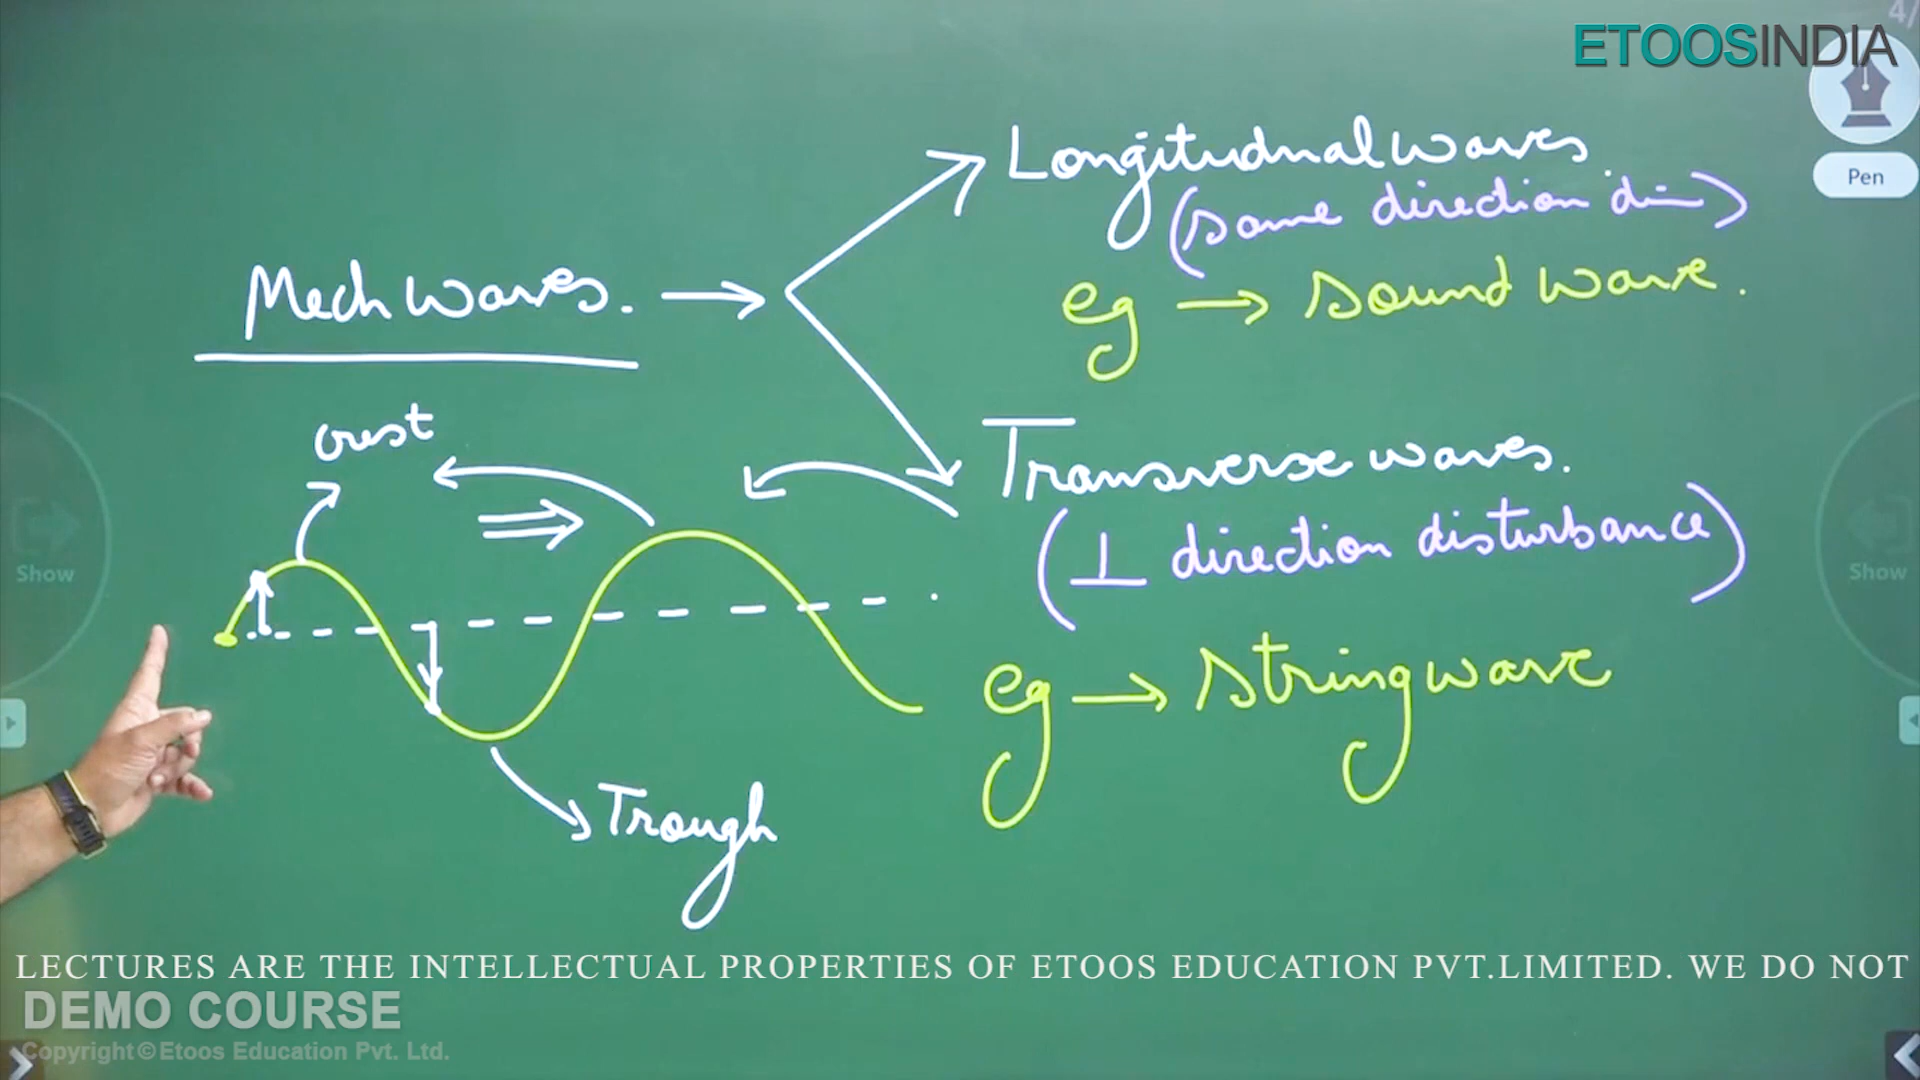 4/
ETOOSINDIA
Pen
Longitudnal waves.
(same direction dis)
eg → sound wave.
Mech waves. →
crest
Transverse waves.
(⊥ direction disturbance)
Show
Show
eg → string wave
Trough
LECTURES ARE THE INTELLECTUAL PROPERTIES OF ETOOS EDUCATION PVT.LIMITED. WE DO NOT
DEMO COURSE
Copyright © Etoos Education Pvt. Ltd.